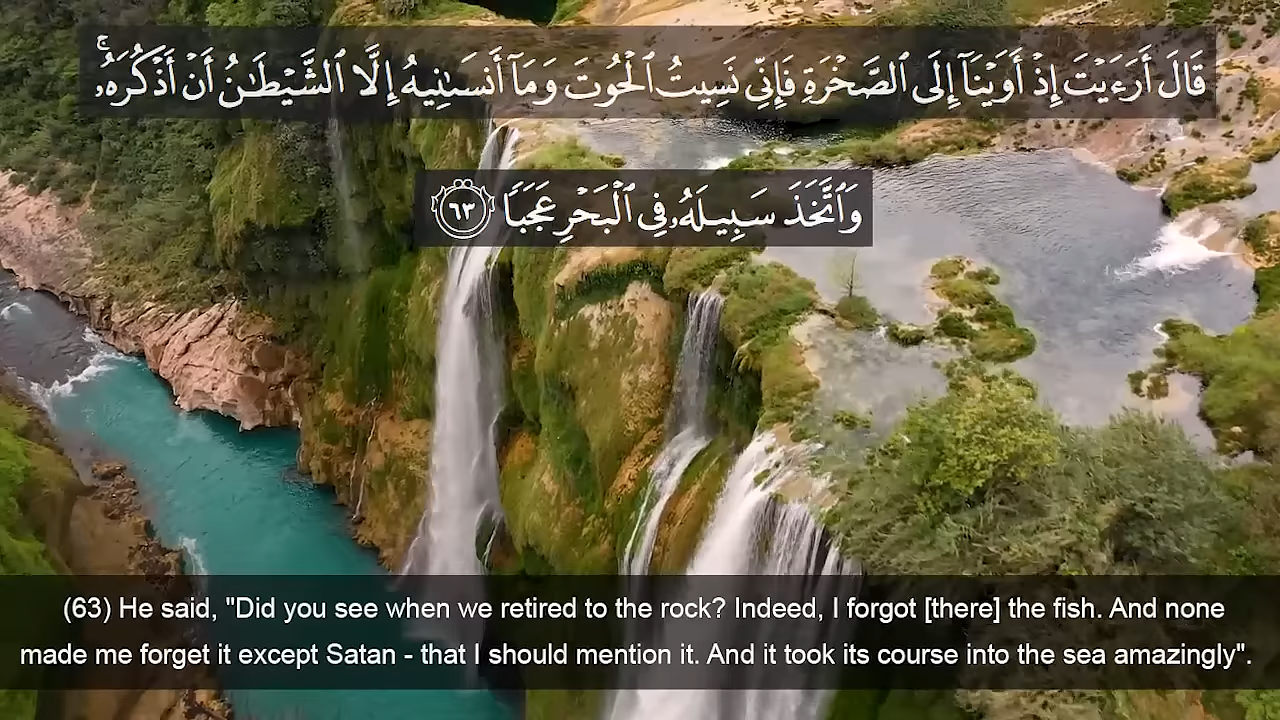 قَالَ أَرَءَيْتَ إِذْ أَوَيْنَآ إِلَى ٱلصَّخْرَةِ فَإِنِّى نَسِيتُ ٱلْحُوتَ وَمَآ أَنسَىٰنِيهُ إِلَّا ٱلشَّيْطَـٰنُ أَنْ أَذْكُرَهُۥ ۚ
وَٱتَّخَذَ سَبِيلَهُۥ فِى ٱلْبَحْرِ عَجَبًا ٦٣
(63) He said, "Did you see when we retired to the rock? Indeed, I forgot [there] the fish. And none
made me forget it except Satan - that I should mention it. And it took its course into the sea amazingly".